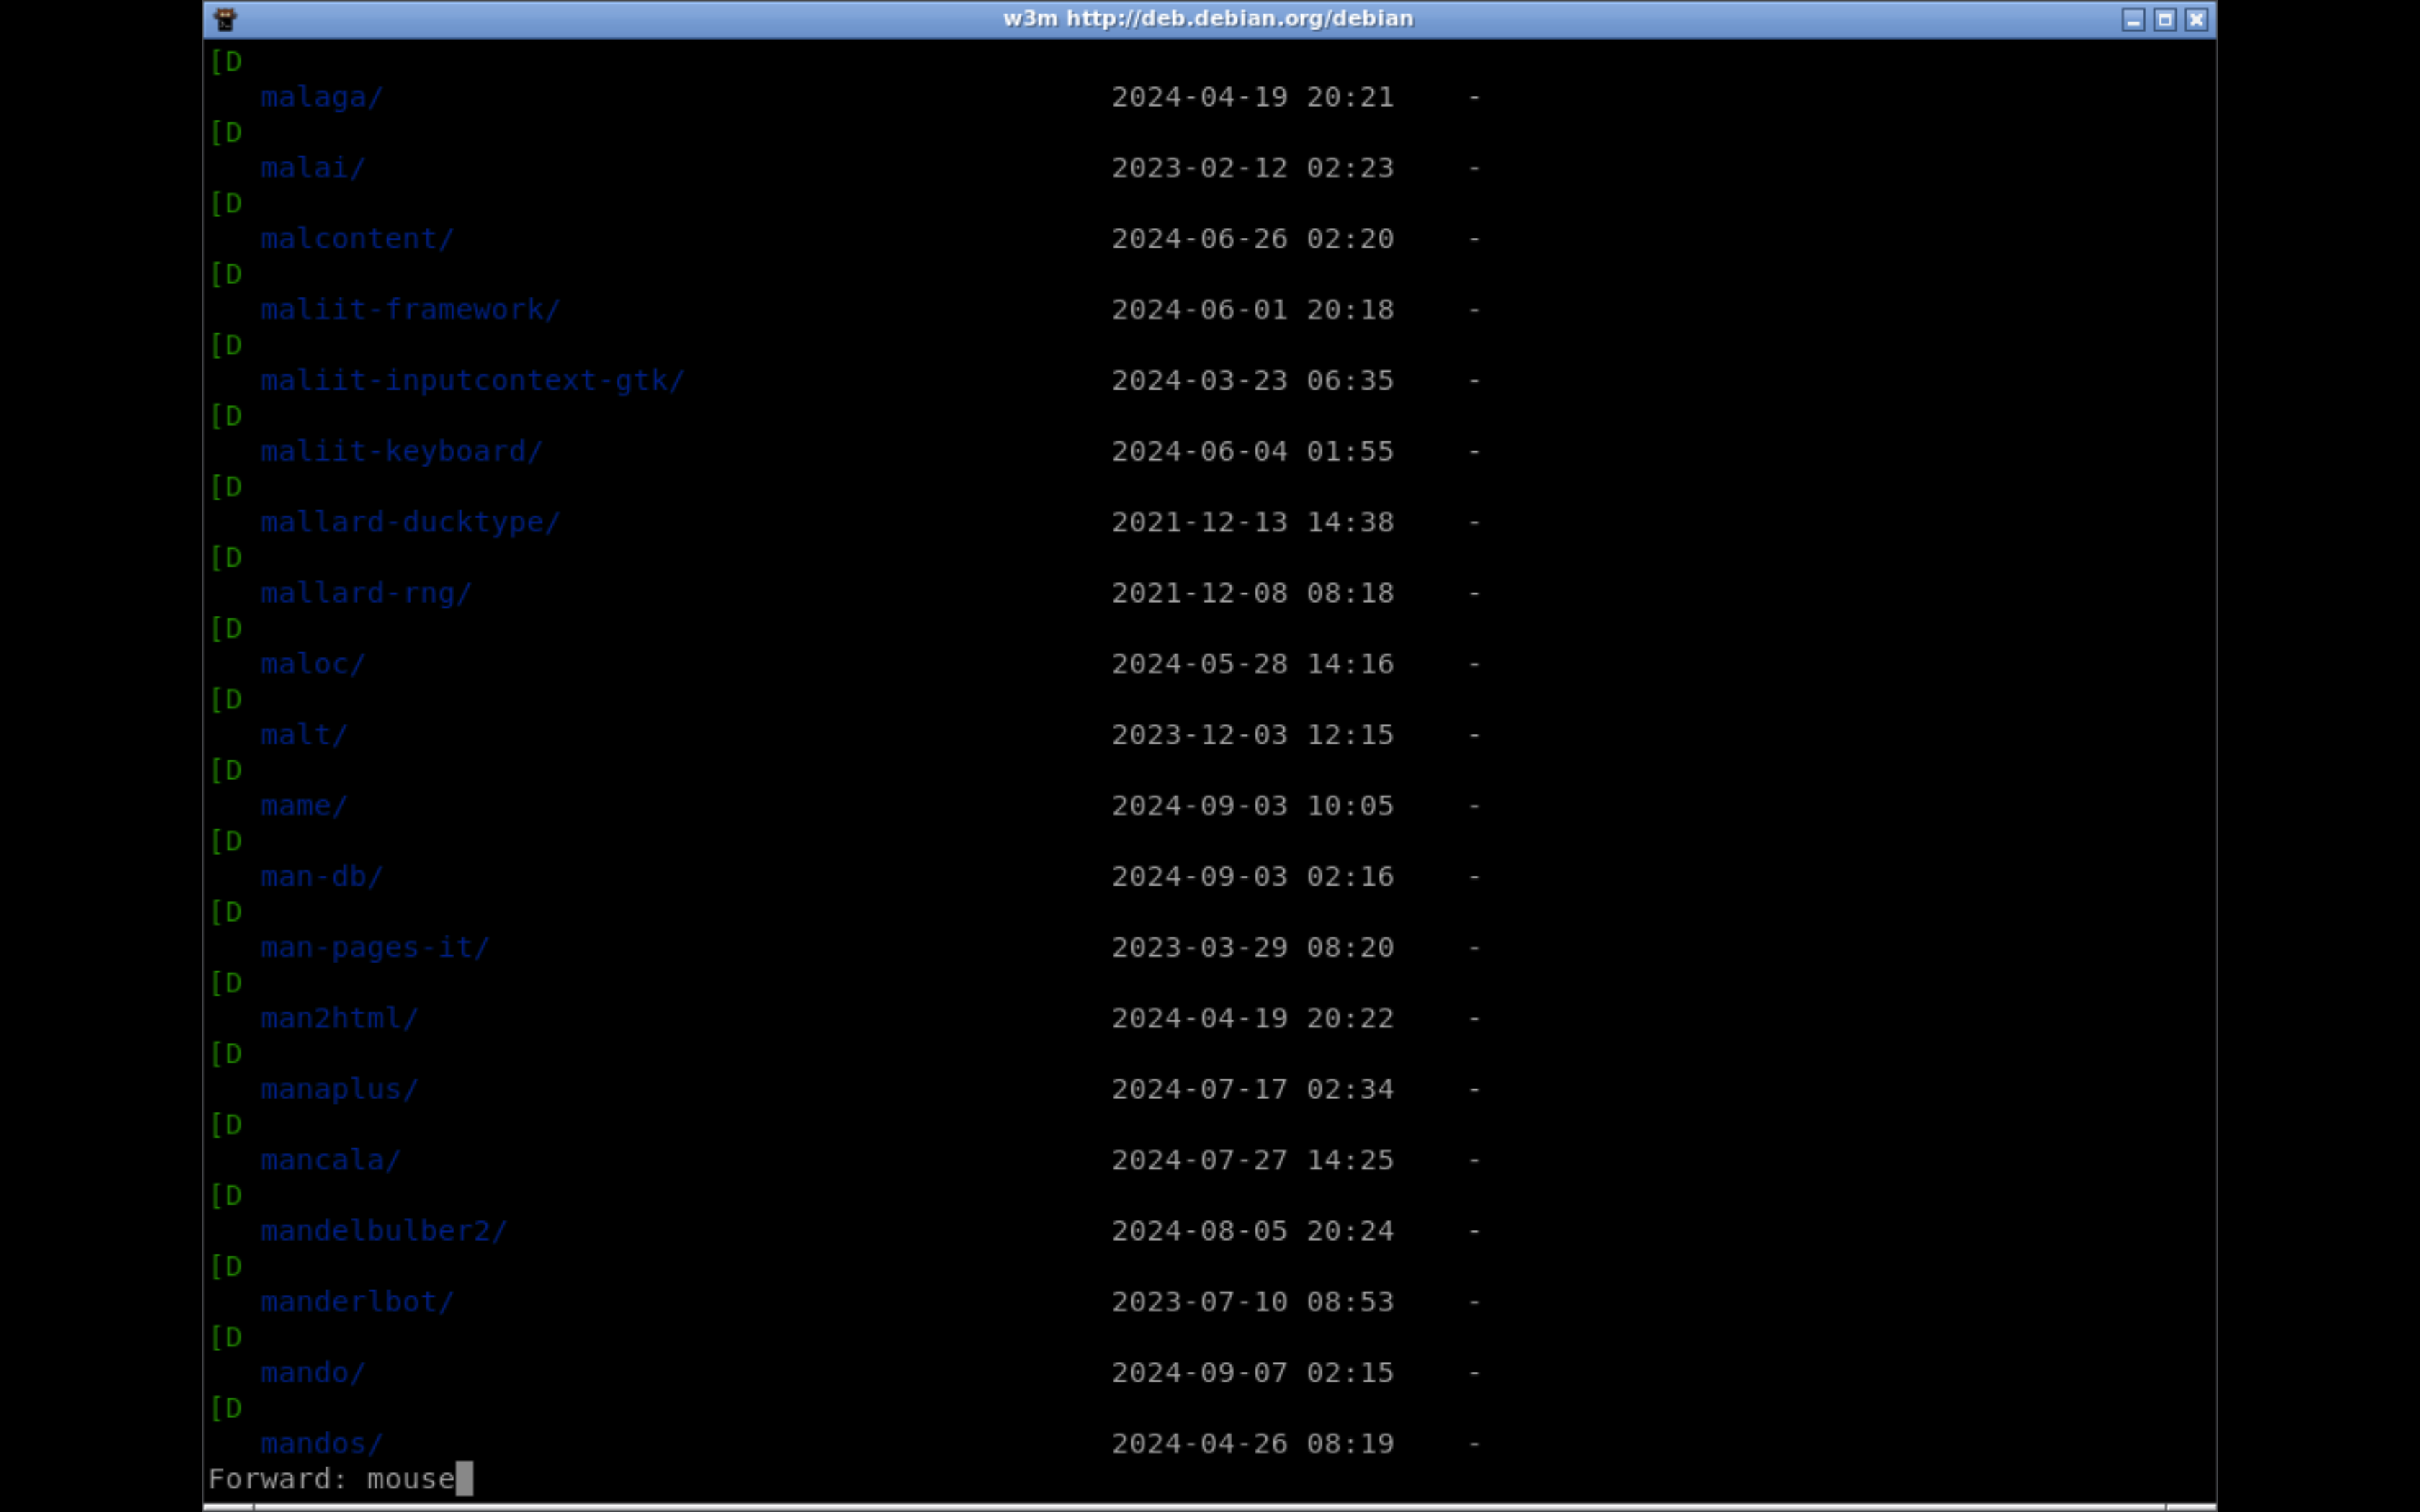 w3m http://deb.debian.org/debian
[D
malaga/ 2024-04-19 20:21 -
[D
malai/ 2023-02-12 02:23 -
[D
malcontent/ 2024-06-26 02:20 -
[D
maliit-framework/ 2024-06-01 20:18 -
[D
maliit-inputcontext-gtk/ 2024-03-23 06:35 -
[D
maliit-keyboard/ 2024-06-04 01:55 -
[D
mallard-ducktype/ 2021-12-13 14:38 -
[D
mallard-rng/ 2021-12-08 08:18 -
[D
maloc/ 2024-05-28 14:16 -
[D
malt/ 2023-12-03 12:15 -
[D
mame/ 2024-09-03 10:05 -
[D
man-db/ 2024-09-03 02:16 -
[D
man-pages-it/ 2023-03-29 08:20 -
[D
man2html/ 2024-04-19 20:22 -
[D
manaplus/ 2024-07-17 02:34 -
[D
mancala/ 2024-07-27 14:25 -
[D
mandelbulber2/ 2024-08-05 20:24 -
[D
manderlbot/ 2023-07-10 08:53 -
[D
mando/ 2024-09-07 02:15 -
[D
mandos/ 2024-04-26 08:19 -
Forward: mouse